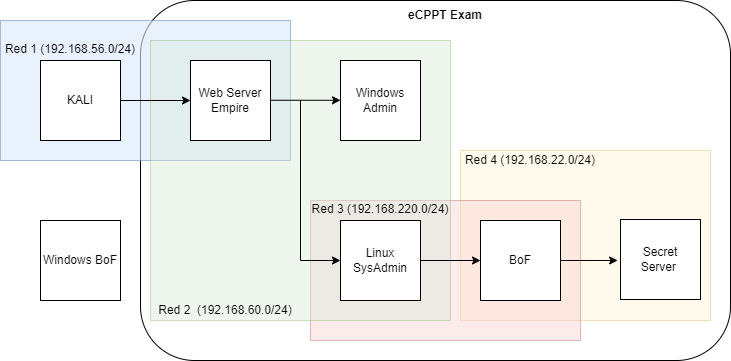 eCPPT Exam
Red 1 (192.168.56.0/24)
KALI
Web Server
Empire
Windows
Admin
Red 4 (192.168.22.0/24)
Red 3 (192.168.220.0/24)
Windows BoF
Linux
SysAdmin
BoF
Secret
Server
Red 2  (192.168.60.0/24)